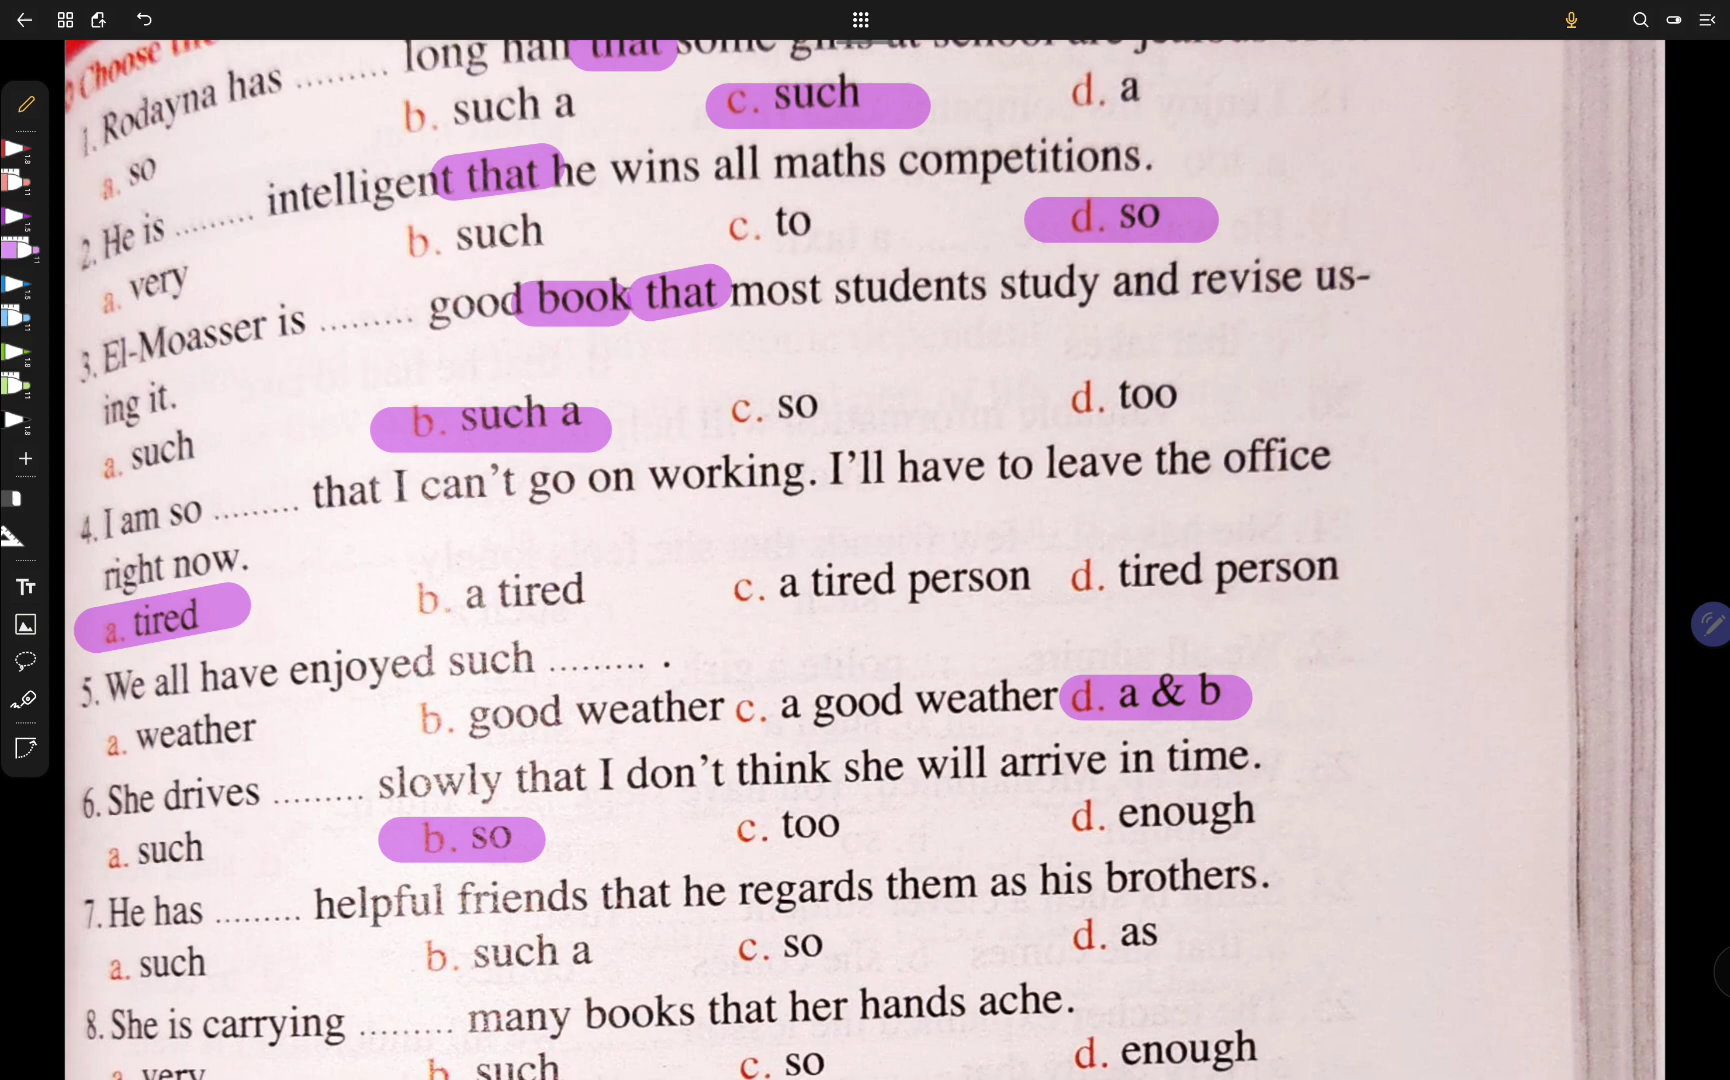 Choose the
1. Rodayna has ......... long hair that some girls at school are jealous of
a. so b. such a c. such d. a
2. He is ......... intelligent that he wins all maths competitions.
a. very b. such c. to d. so
3. El-Moasser is ......... good book that most students study and revise us-
ing it.
a. such b. such a c. so d. too
4. I am so ......... that I can't go on working. I'll have to leave the office
right now.
a. tired b. a tired c. a tired person d. tired person
5. We all have enjoyed such ......... .
a. weather b. good weather c. a good weather d. a & b
6. She drives ......... slowly that I don't think she will arrive in time.
a. such b. so c. too d. enough
7. He has ......... helpful friends that he regards them as his brothers.
a. such b. such a c. so d. as
8. She is carrying ......... many books that her hands ache.
a. very b. such c. so d. enough